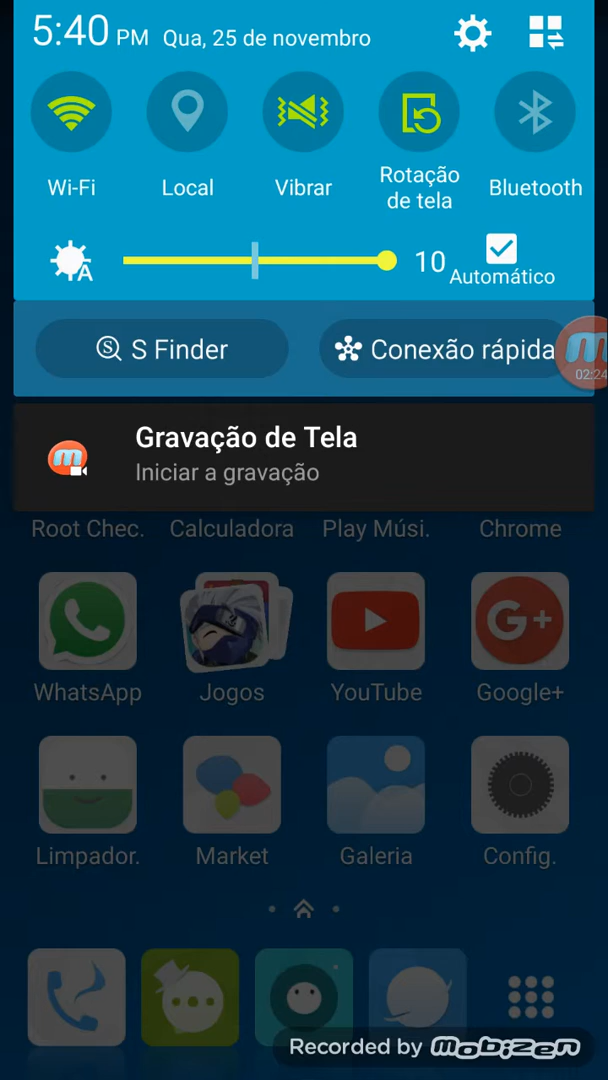 5:40 PM Qua, 25 de novembro
Wi-Fi
Local
Vibrar
Rotação
de tela
Bluetooth
A
10
Automático
S S Finder
Conexão rápida
m
02:24
m
Gravação de Tela
Iniciar a gravação
Root Chec.
Calculadora
Play Músi.
Chrome
G+
WhatsApp
Jogos
YouTube
Google+
Limpador.
Market
Galeria
Config.
Recorded by mobizen